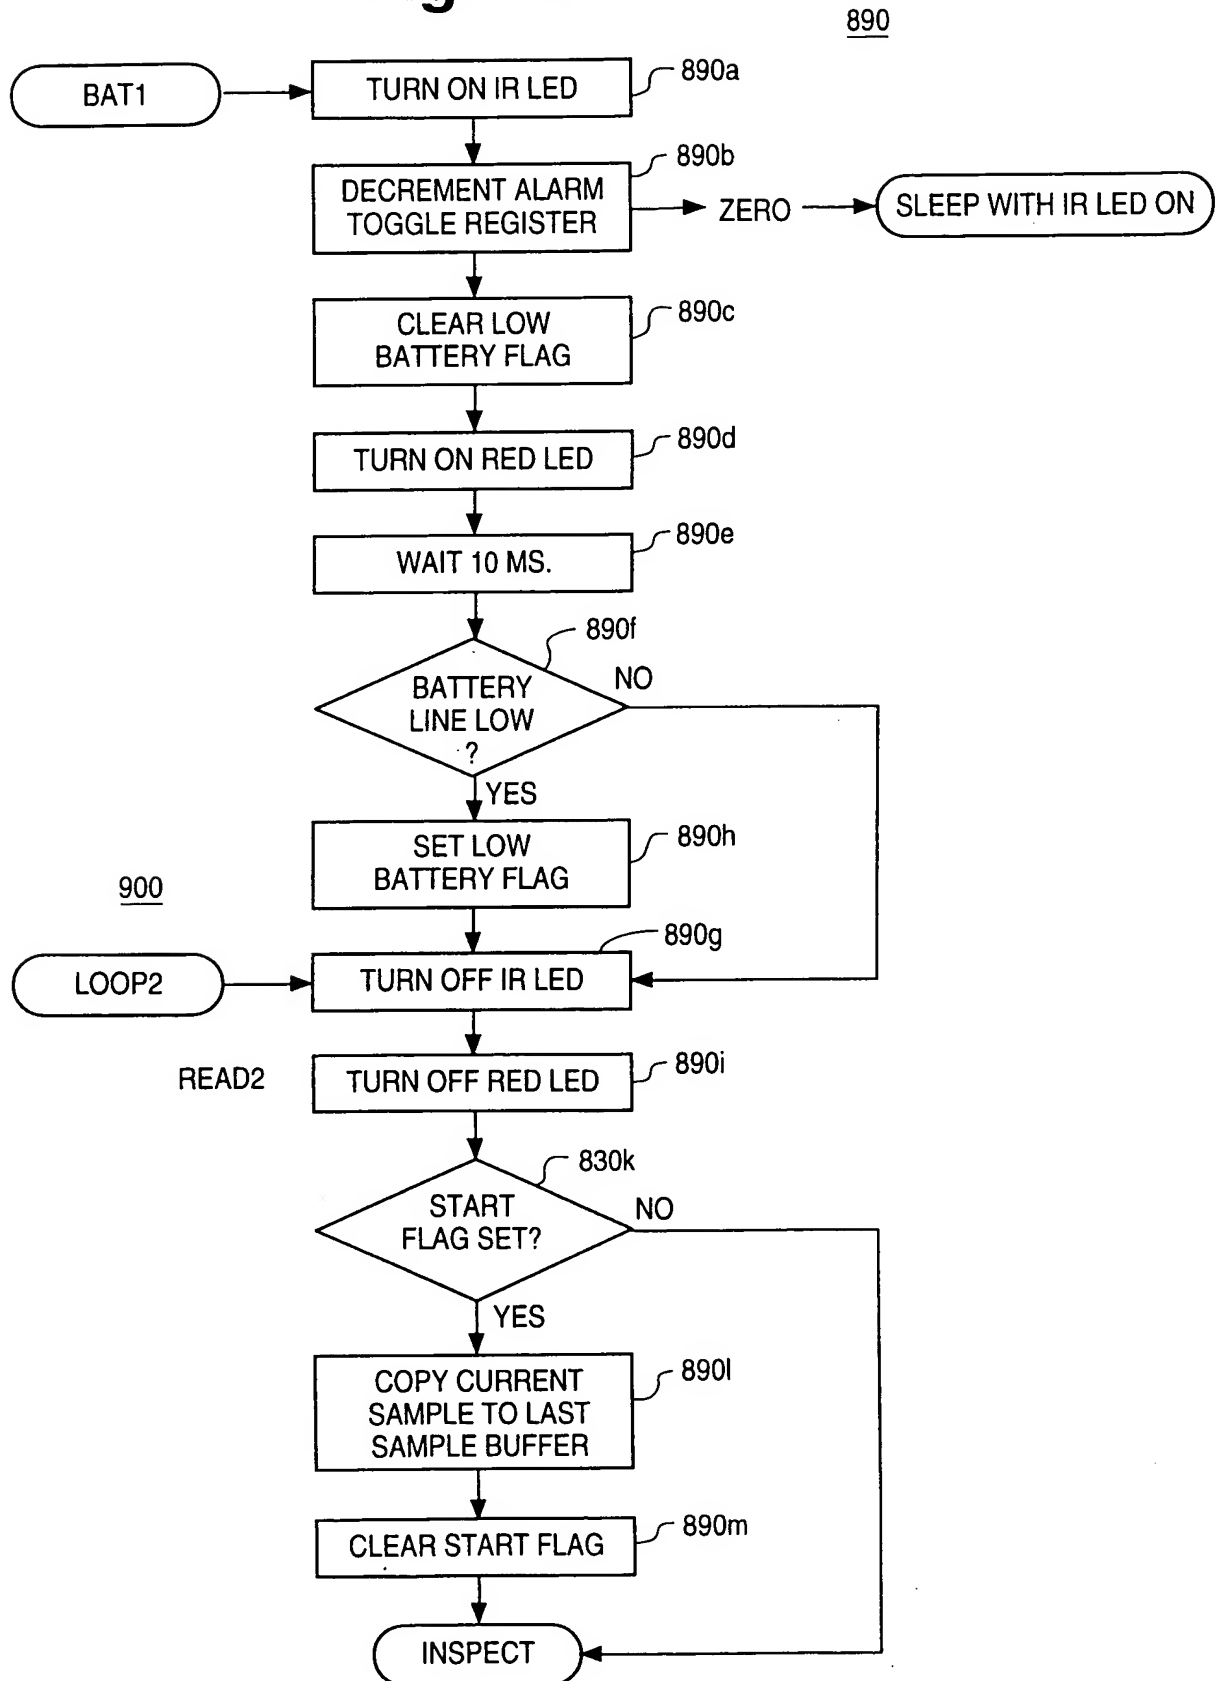 890
BAT1
TURN ON IR LED
890a
DECREMENT ALARM
TOGGLE REGISTER
890b
ZERO
SLEEP WITH IR LED ON
CLEAR LOW
BATTERY FLAG
890c
TURN ON RED LED
890d
WAIT 10 MS.
890e
890f
BATTERY
LINE LOW
?
NO
YES
SET LOW
BATTERY FLAG
890h
900
LOOP2
TURN OFF IR LED
890g
READ2
TURN OFF RED LED
890i
830k
START
FLAG SET?
NO
YES
COPY CURRENT
SAMPLE TO LAST
SAMPLE BUFFER
890l
CLEAR START FLAG
890m
INSPECT